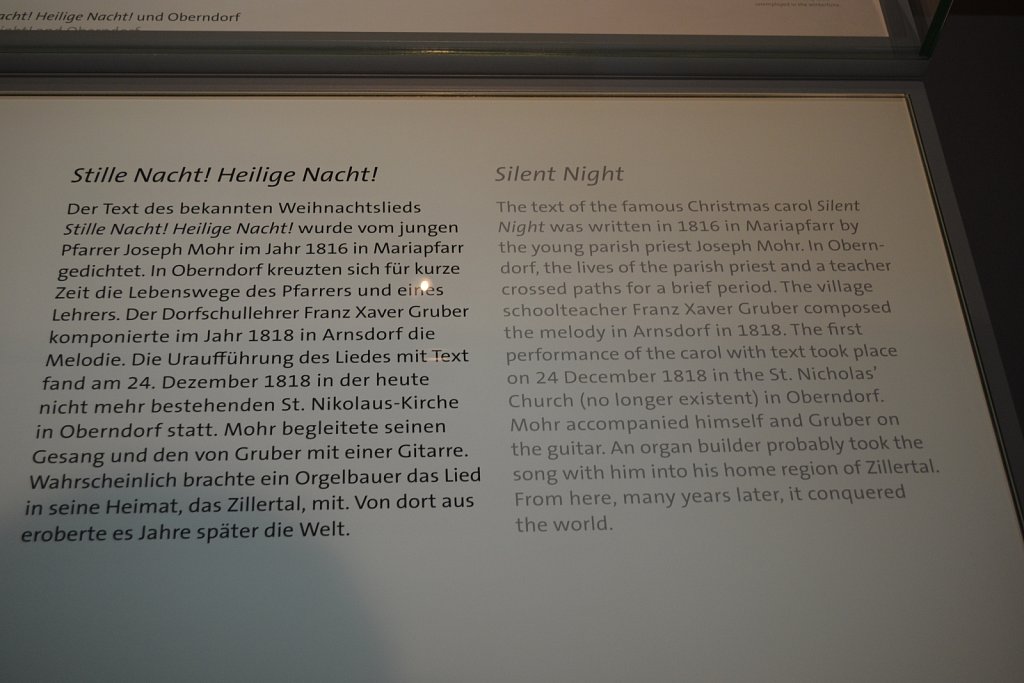 acht! Heilige Nacht! und Oberndorf
Stille Nacht! Heilige Nacht!
Der Text des bekannten Weihnachtslieds
Stille Nacht! Heilige Nacht! wurde vom jungen
Pfarrer Joseph Mohr im Jahr 1816 in Mariapfarr
gedichtet. In Oberndorf kreuzten sich für kurze
Zeit die Lebenswege des Pfarrers und eines
Lehrers. Der Dorfschullehrer Franz Xaver Gruber
komponierte im Jahr 1818 in Arnsdorf die
Melodie. Die Uraufführung des Liedes mit Text
fand am 24. Dezember 1818 in der heute
nicht mehr bestehenden St. Nikolaus-Kirche
in Oberndorf statt. Mohr begleitete seinen
Gesang und den von Gruber mit einer Gitarre.
Wahrscheinlich brachte ein Orgelbauer das Lied
in seine Heimat, das Zillertal, mit. Von dort aus
eroberte es Jahre später die Welt.
Silent Night
The text of the famous Christmas carol Silent
Night was written in 1816 in Mariapfarr by
the young parish priest Joseph Mohr. In Obern-
dorf, the lives of the parish priest and a teacher
crossed paths for a brief period. The village
schoolteacher Franz Xaver Gruber composed
the melody in Arnsdorf in 1818. The first
performance of the carol with text took place
on 24 December 1818 in the St. Nicholas'
Church (no longer existent) in Oberndorf.
Mohr accompanied himself and Gruber on
the guitar. An organ builder probably took the
song with him into his home region of Zillertal.
From here, many years later, it conquered
the world.